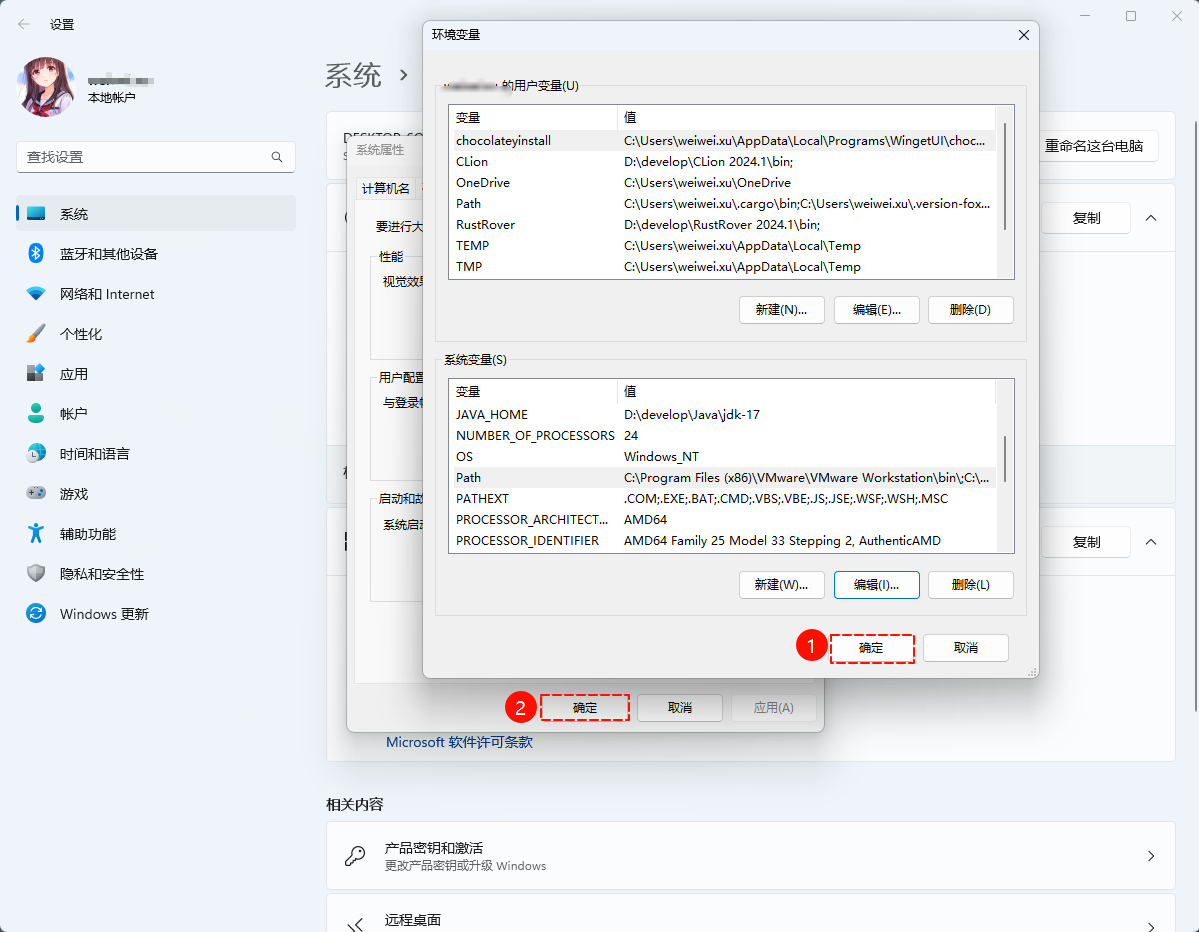 设置
本地帐户
查找设置
系统
蓝牙和其他设备
网络和 Internet
个性化
应用
帐户
时间和语言
游戏
辅助功能
隐私和安全性
Windows 更新
系统 ›
DESKTOP-CO
重命名这台电脑
复制
复制
系统属性
计算机名
要进行大
性能
视觉效果
用户配置
与登录帐
启动和故
系统启动
环境变量
的用户变量(U)
变量 值
chocolateyinstall C:\Users\weiwei.xu\AppData\Local\Programs\WingetUI\choc...
CLion D:\develop\CLion 2024.1\bin;
OneDrive C:\Users\weiwei.xu\OneDrive
Path C:\Users\weiwei.xu\.cargo\bin;C:\Users\weiwei.xu\.version-fox...
RustRover D:\develop\RustRover 2024.1\bin;
TEMP C:\Users\weiwei.xu\AppData\Local\Temp
TMP C:\Users\weiwei.xu\AppData\Local\Temp
新建(N)... 编辑(E)... 删除(D)
系统变量(S)
变量 值
JAVA_HOME D:\develop\Java\jdk-17
NUMBER_OF_PROCESSORS 24
OS Windows_NT
Path C:\Program Files (x86)\VMware\VMware Workstation\bin\;C:\...
PATHEXT .COM;.EXE;.BAT;.CMD;.VBS;.VBE;.JS;.JSE;.WSF;.WSH;.MSC
PROCESSOR_ARCHITECT... AMD64
PROCESSOR_IDENTIFIER AMD64 Family 25 Model 33 Stepping 2, AuthenticAMD
新建(W)... 编辑(I)... 删除(L)
1 确定 取消
2 确定 取消 应用(A)
Microsoft 软件许可条款
相关内容
产品密钥和激活
更改产品密钥或升级 Windows
远程桌面